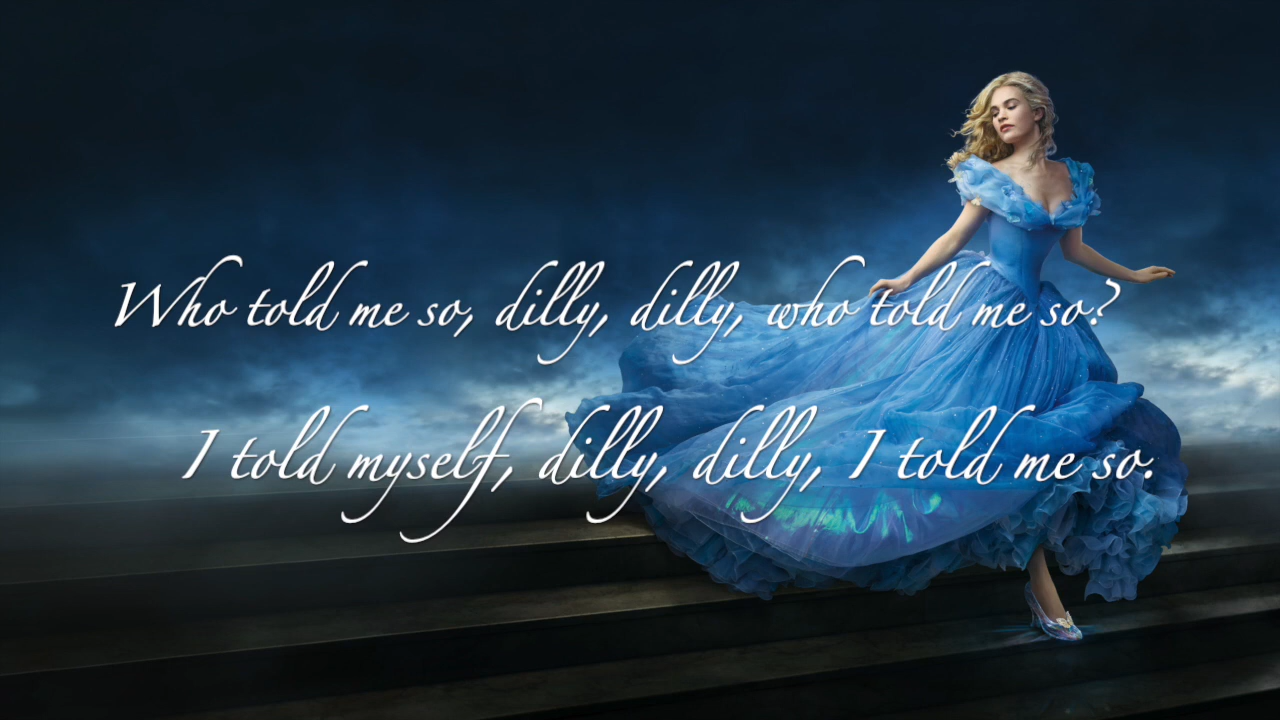 Who told me so, dilly, dilly, who told me so?
I told myself, dilly, dilly, I told me so.